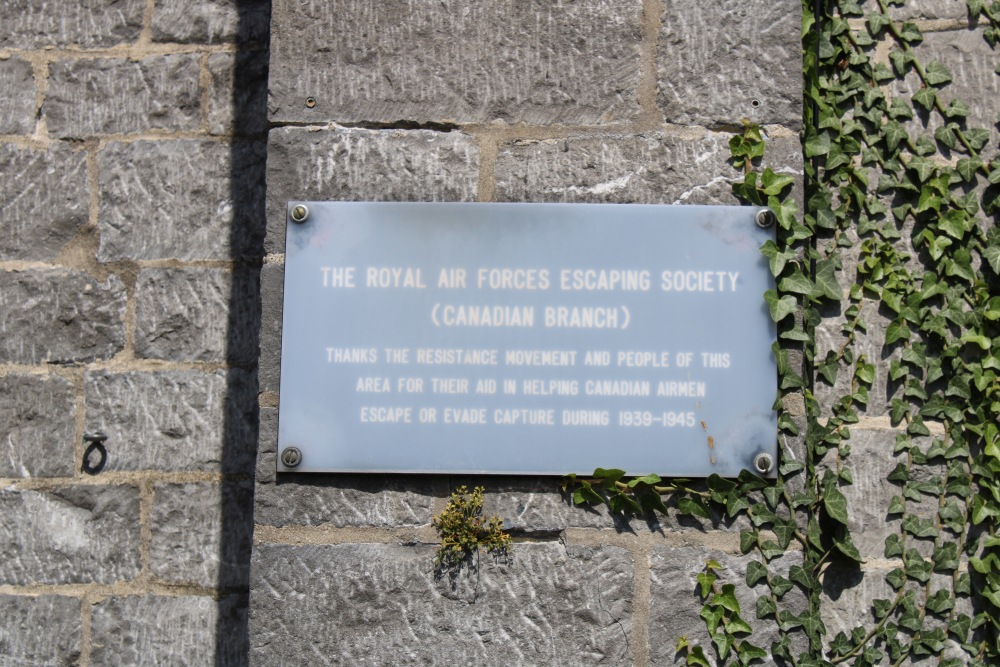 THE ROYAL AIR FORCES ESCAPING SOCIETY
(CANADIAN BRANCH)
THANKS THE RESISTANCE MOVEMENT AND PEOPLE OF THIS
AREA FOR THEIR AID IN HELPING CANADIAN AIRMEN
ESCAPE OR EVADE CAPTURE DURING 1939-1945